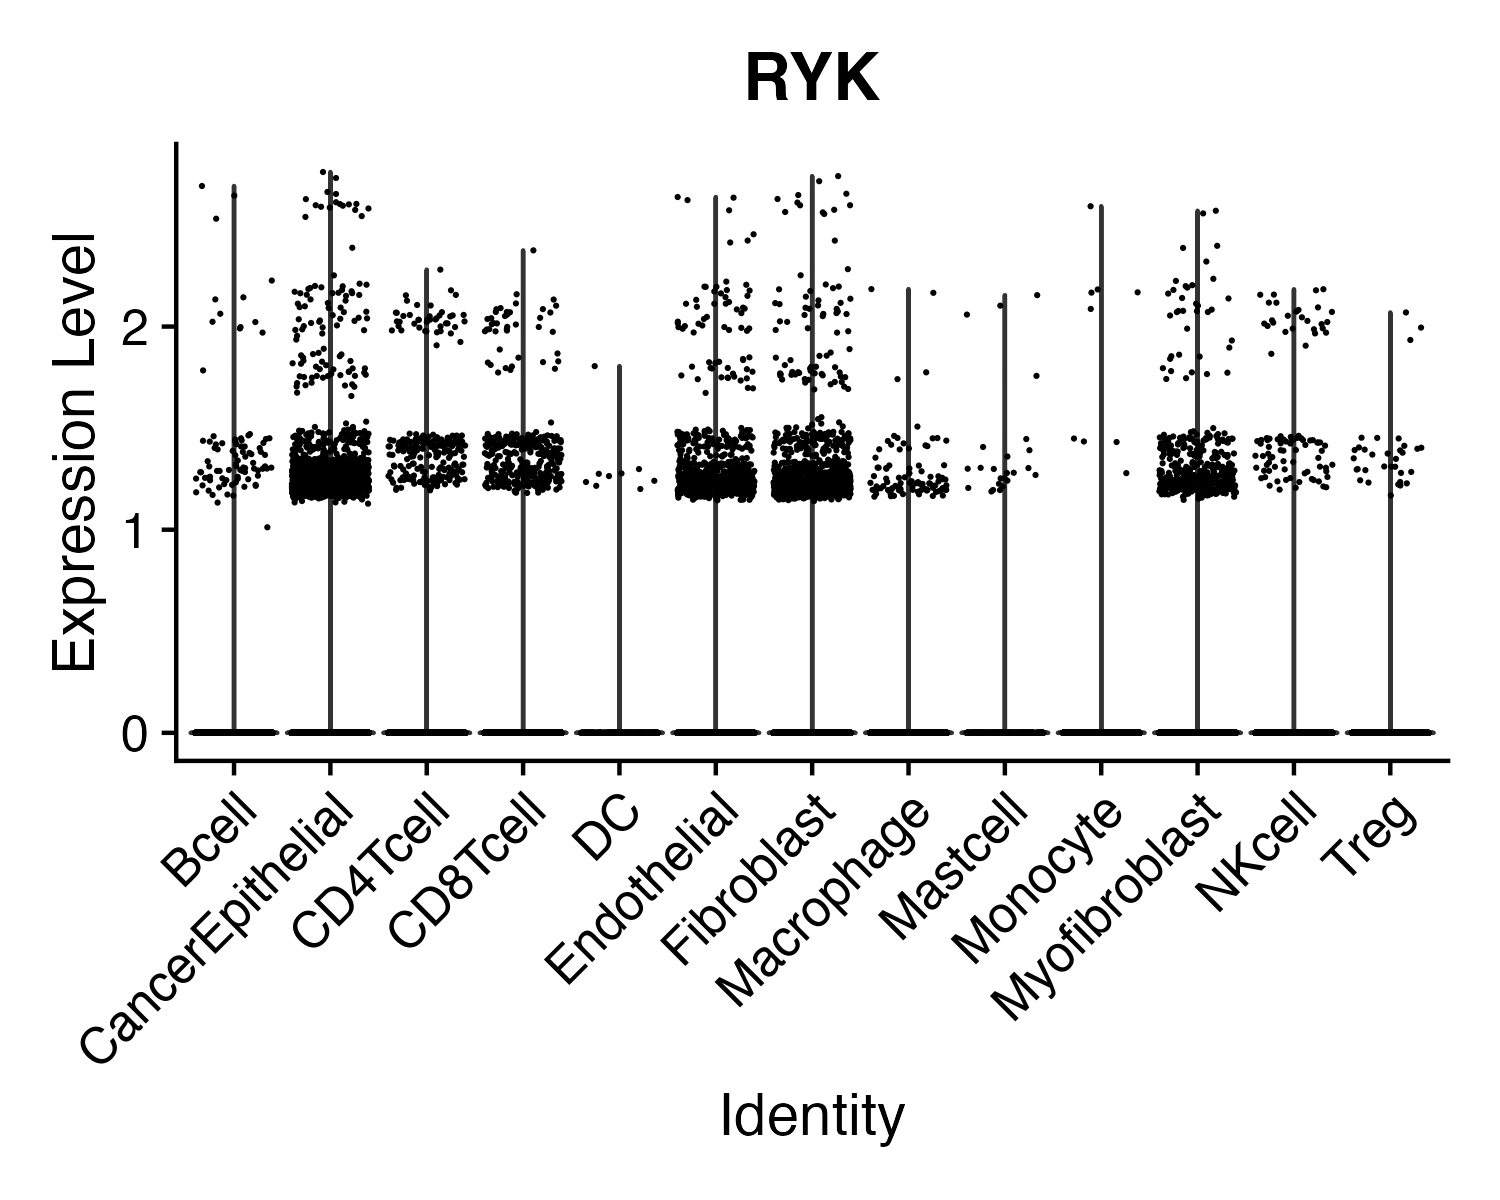 RYK
Expression Level
2
1
0
Bcell
CancerEpithelial
CD4Tcell
CD8Tcell
DC
Endothelial
Fibroblast
Macrophage
Mastcell
Monocyte
Myofibroblast
NKcell
Treg
Identity